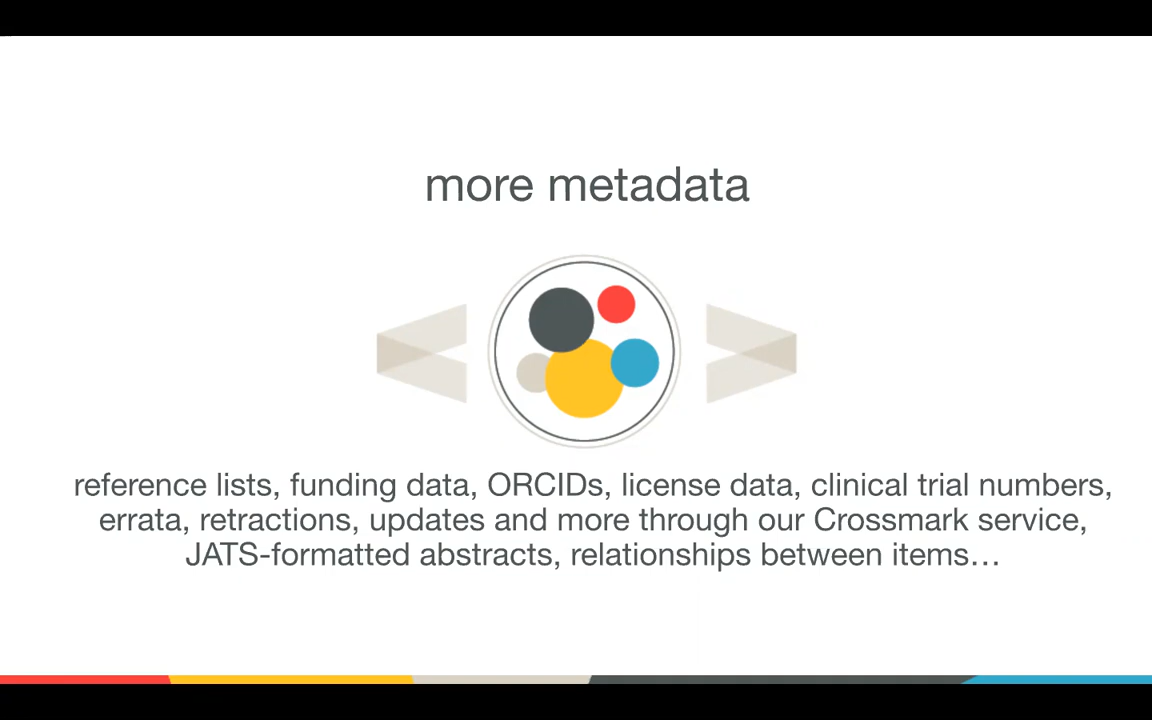 more metadata
reference lists, funding data, ORCIDs, license data, clinical trial numbers,
errata, retractions, updates and more through our Crossmark service,
JATS-formatted abstracts, relationships between items…